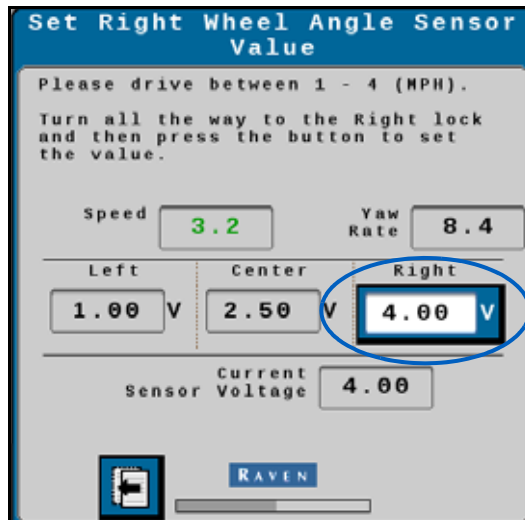 Set Right Wheel Angle Sensor
Value
Please drive between 1 - 4 (MPH).
Turn all the way to the Right lock
and then press the button to set
the value.
Speed 3.2 Yaw Rate 8.4
Left Center Right
1.00 V 2.50 V 4.00 V
Current
Sensor Voltage 4.00
RAVEN